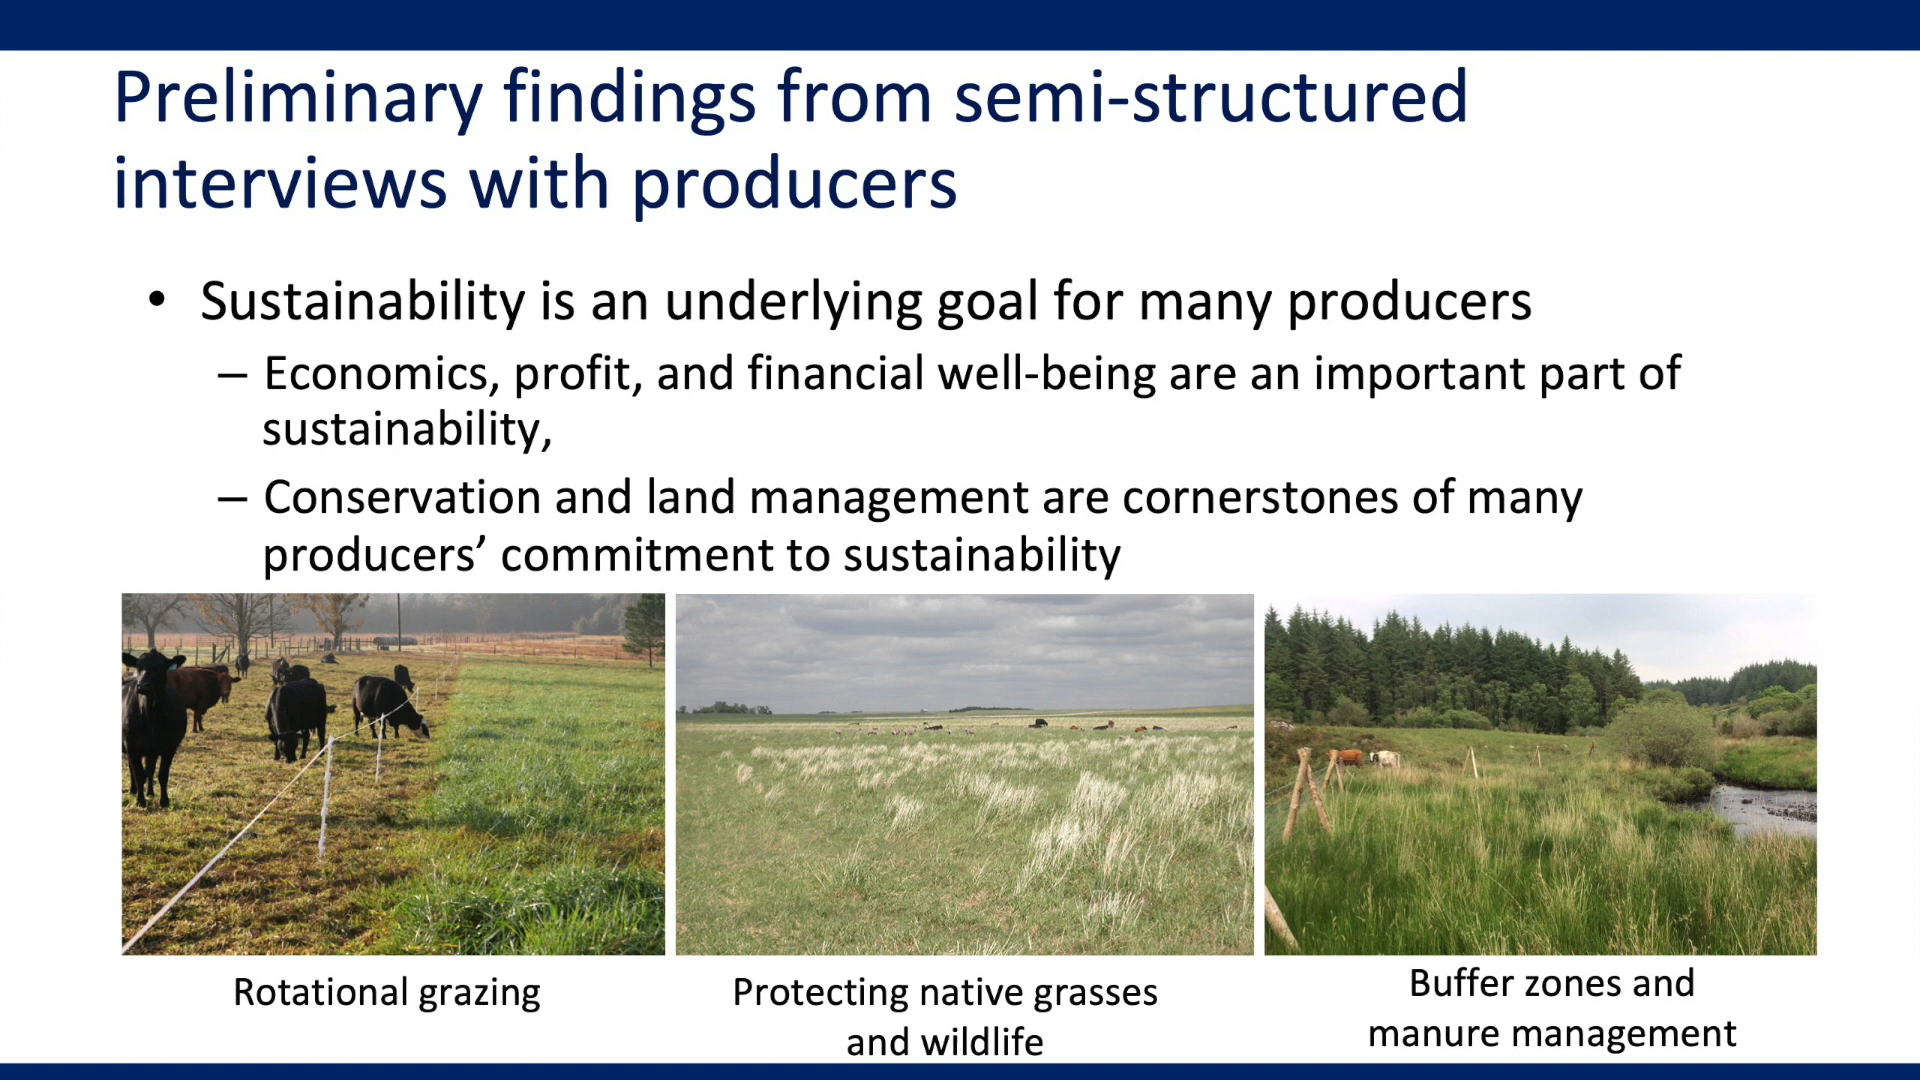 Preliminary findings from semi-structured
interviews with producers
• Sustainability is an underlying goal for many producers
– Economics, profit, and financial well-being are an important part of
sustainability,
– Conservation and land management are cornerstones of many
producers’ commitment to sustainability
Rotational grazing
Protecting native grasses
and wildlife
Buffer zones and
manure management